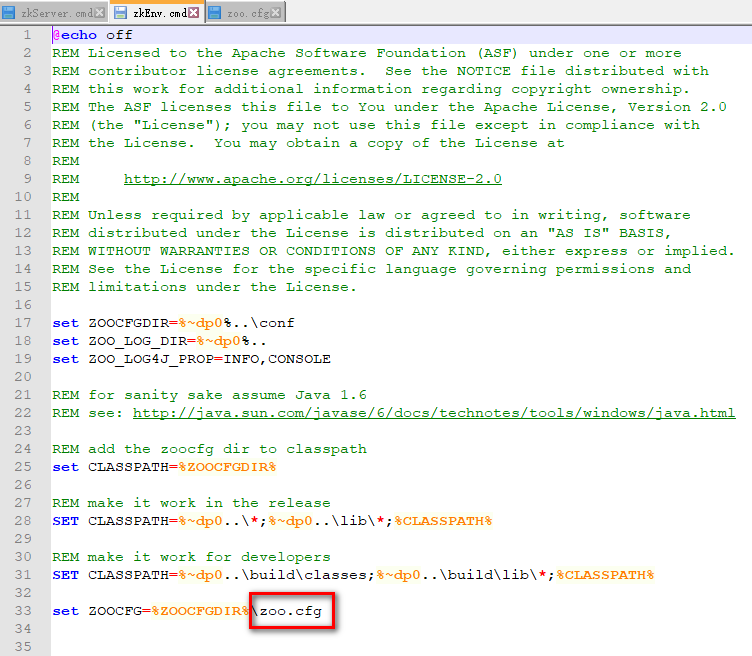 zkServer.cmd zkEnv.cmd zoo.cfg
1 @echo off
2 REM Licensed to the Apache Software Foundation (ASF) under one or more
3 REM contributor license agreements.  See the NOTICE file distributed with
4 REM this work for additional information regarding copyright ownership.
5 REM The ASF licenses this file to You under the Apache License, Version 2.0
6 REM (the "License"); you may not use this file except in compliance with
7 REM the License.  You may obtain a copy of the License at
8 REM
9 REM     http://www.apache.org/licenses/LICENSE-2.0
10 REM
11 REM Unless required by applicable law or agreed to in writing, software
12 REM distributed under the License is distributed on an "AS IS" BASIS,
13 REM WITHOUT WARRANTIES OR CONDITIONS OF ANY KIND, either express or implied.
14 REM See the License for the specific language governing permissions and
15 REM limitations under the License.
16
17 set ZOOCFGDIR=%~dp0%..\conf
18 set ZOO_LOG_DIR=%~dp0%..
19 set ZOO_LOG4J_PROP=INFO,CONSOLE
20
21 REM for sanity sake assume Java 1.6
22 REM see: http://java.sun.com/javase/6/docs/technotes/tools/windows/java.html
23
24 REM add the zoocfg dir to classpath
25 set CLASSPATH=%ZOOCFGDIR%
26
27 REM make it work in the release
28 SET CLASSPATH=%~dp0..\*;%~dp0..\lib\*;%CLASSPATH%
29
30 REM make it work for developers
31 SET CLASSPATH=%~dp0..\build\classes;%~dp0..\build\lib\*;%CLASSPATH%
32
33 set ZOOCFG=%ZOOCFGDIR%\zoo.cfg
34
35